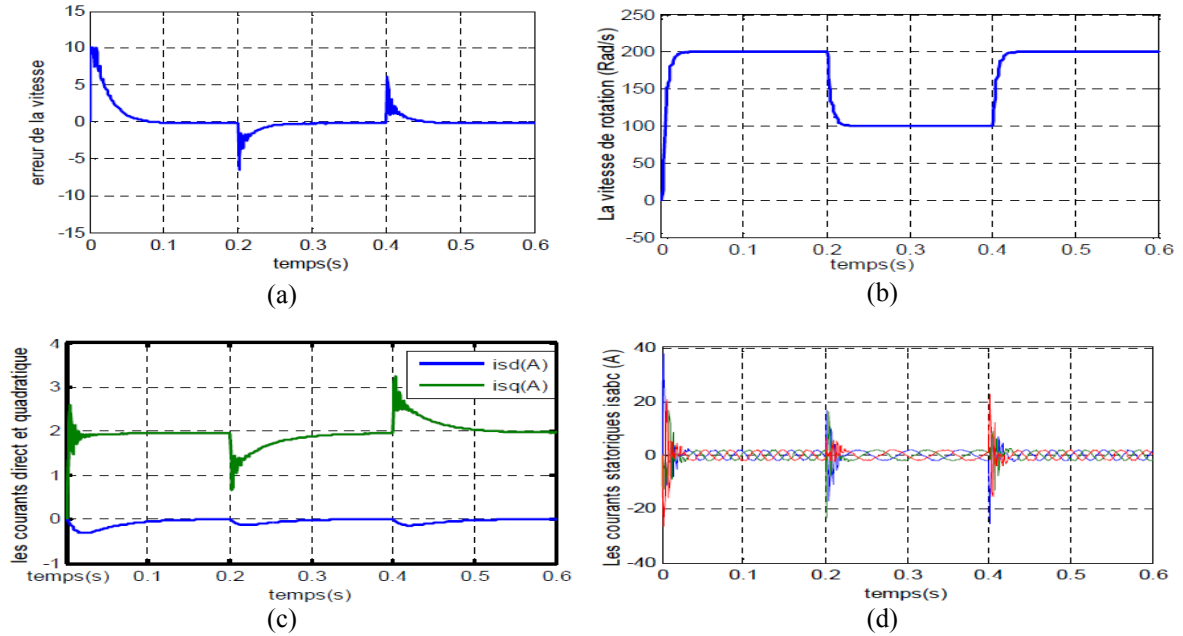 erreur de la vitesse
15
10
5
0
-5
-10
-15
0 0.1 0.2 0.3 0.4 0.5 0.6
temps(s)
(a)
La vitesse de rotation (Rad/s)
250
200
150
100
50
0
-50
0 0.1 0.2 0.3 0.4 0.5 0.6
temps(s)
(b)
les courants direct et quadratique
4
3
2
1
0
-1
isd(A)
isq(A)
temps(s) 0.1 0.2 0.3 0.4 0.5 0.6
temps(s)
(c)
Les courants statoriques isabc (A)
40
20
0
-20
-40
0 0.1 0.2 0.3 0.4 0.5 0.6
temps(s)
(d)